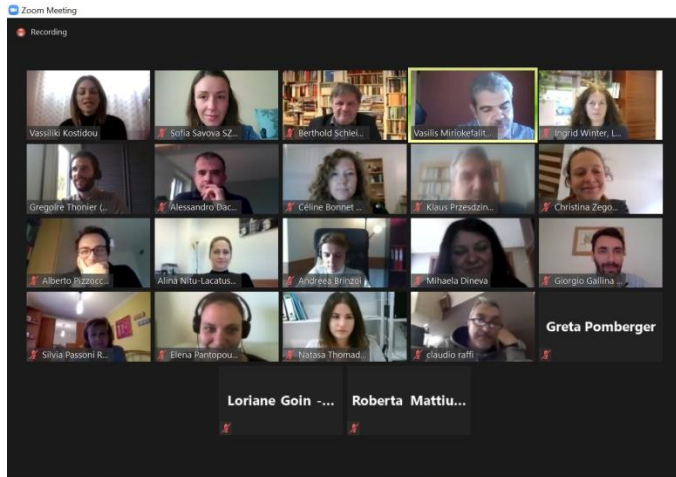 Zoom Meeting
Recording
Vassiliki Kostidou
Sofia Savova SZ...
Berthold Schlei...
Vasilis Miriokefalit...
Ingrid Winter, L...
Gregoire Thonier (...
Alessandro Dac...
Céline Bonnet ...
Klaus Przesdzin...
Christina Zego...
Alberto Pizzocc...
Alina Nitu-Lacatus...
Andreea Brinzoi
Mihaela Dineva
Giorgio Gallina ...
Silvia Passoni R...
Elena Pantopou...
Natasa Thomad...
claudio raffi
Greta Pomberger
Loriane Goin -...
Roberta Mattiu...